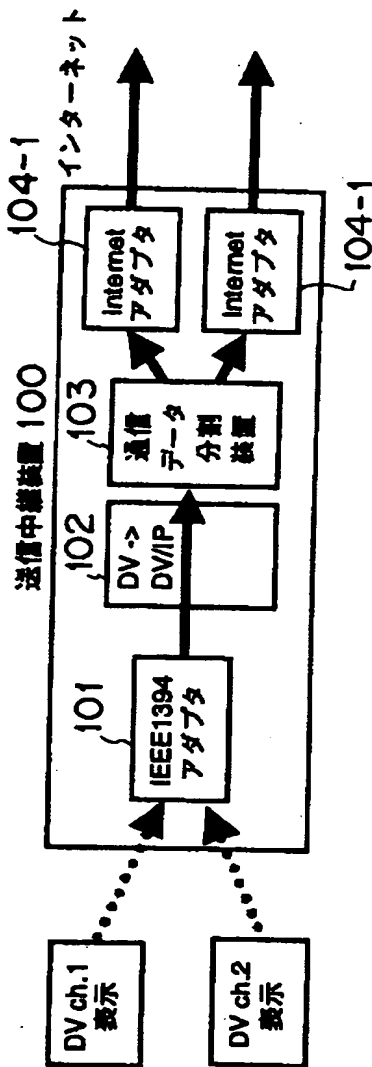 送信中継装置 100
DV ch.1
表示
DV ch.2
表示
101
IEEE1394
アダプタ
102
DV ->
DV/IP
103
通信
データ
分割
装置
104-1
Internet
アダプタ
Internet
アダプタ
104-1
インターネット